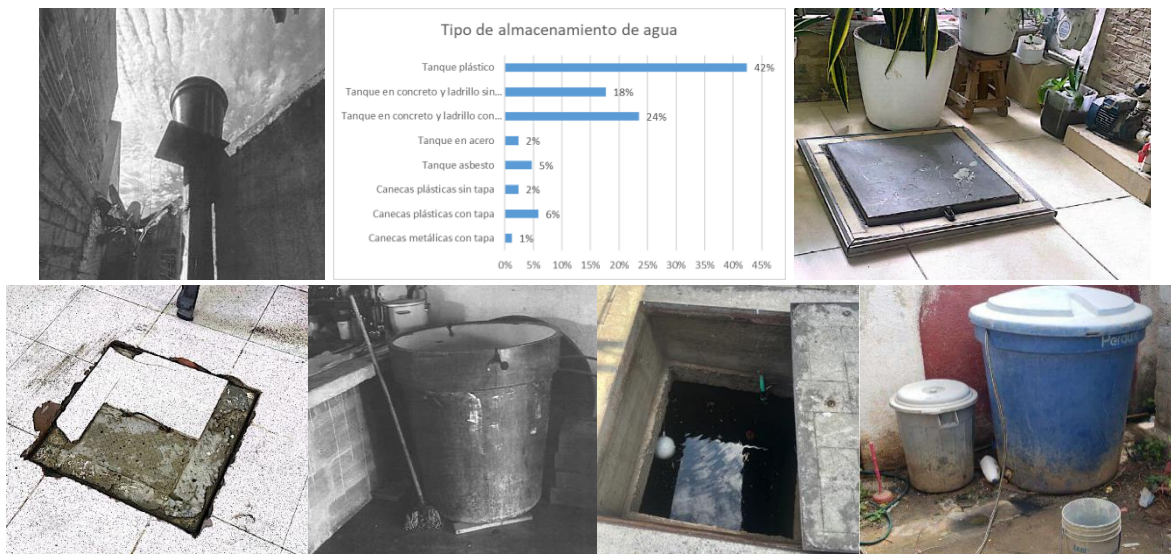 Tipo de almacenamiento de agua
Tanque plástico 42%
Tanque en concreto y ladrillo sin... 18%
Tanque en concreto y ladrillo con... 24%
Tanque en acero 2%
Tanque asbesto 5%
Canecas plásticas sin tapa 2%
Canecas plásticas con tapa 6%
Canecas metálicas con tapa 1%
0% 5% 10% 15% 20% 25% 30% 35% 40% 45%